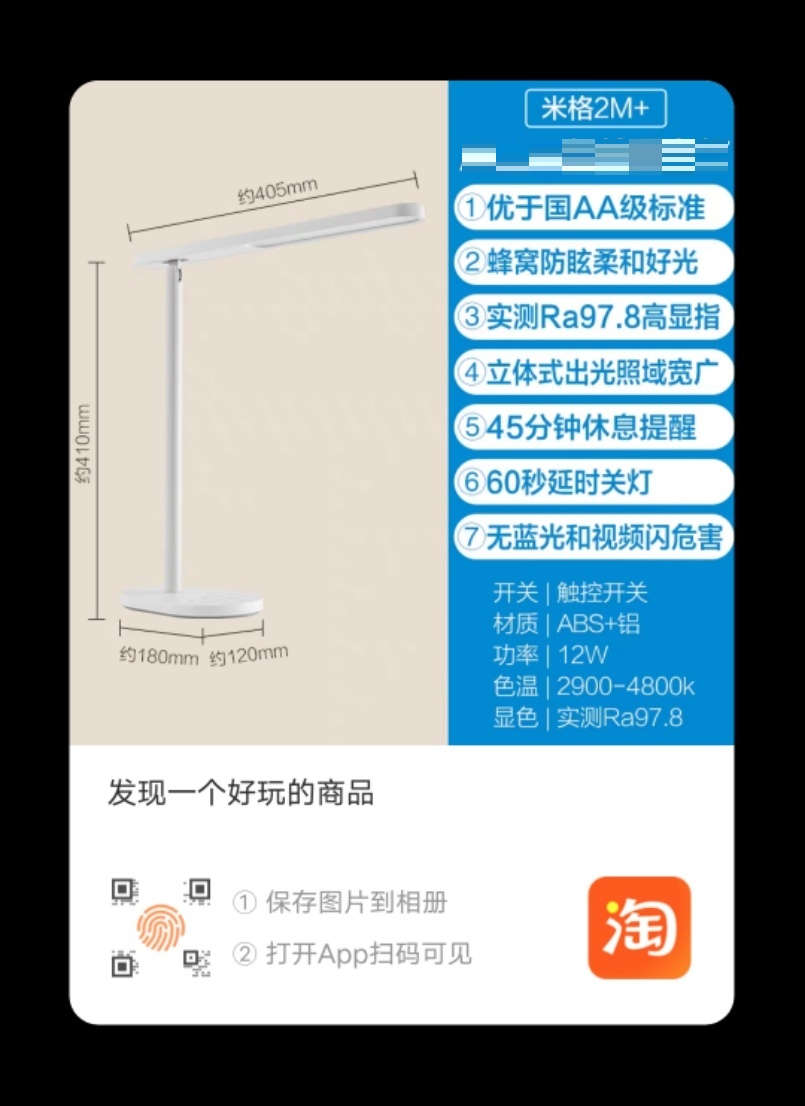 约405mm
约410mm
约180mm
约120mm
米格2M+
①优于国AA级标准
②蜂窝防眩柔和好光
③实测Ra97.8高显指
④立体式出光照域宽广
⑤45分钟休息提醒
⑥60秒延时关灯
⑦无蓝光和视频闪危害
开关|触控开关
材质|ABS+铝
功率|12W
色温|2900-4800k
显色|实测Ra97.8
发现一个好玩的商品
① 保存图片到相册
② 打开App扫码可见
淘